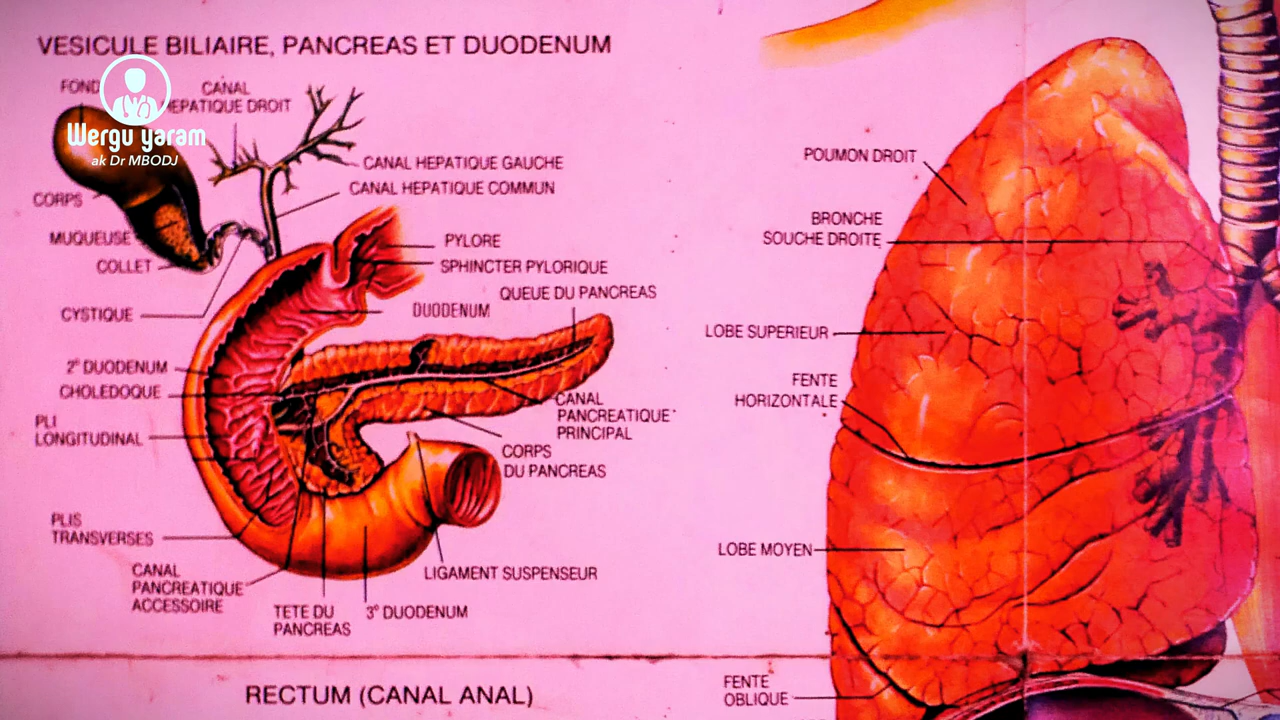 VESICULE BILIAIRE, PANCREAS ET DUODENUM
FOND
CANAL
HEPATIQUE DROIT
Wergu yaram
ak Dr MBODJ
CANAL HEPATIQUE GAUCHE
CANAL HEPATIQUE COMMUN
CORPS
MUQUEUSE
COLLET
PYLORE
SPHINCTER PYLORIQUE
QUEUE DU PANCREAS
CYSTIQUE
DUODENUM
2° DUODENUM
CHOLEDOQUE
PLI
LONGITUDINAL
CANAL
PANCREATIQUE
PRINCIPAL
CORPS
DU PANCREAS
PLIS
TRANSVERSES
CANAL
PANCREATIQUE
ACCESSOIRE
LIGAMENT SUSPENSEUR
TETE DU
PANCREAS
3° DUODENUM
RECTUM (CANAL ANAL)
POUMON DROIT
BRONCHE
SOUCHE DROITE
LOBE SUPERIEUR
FENTE
HORIZONTALE
LOBE MOYEN
FENTE
OBLIQUE